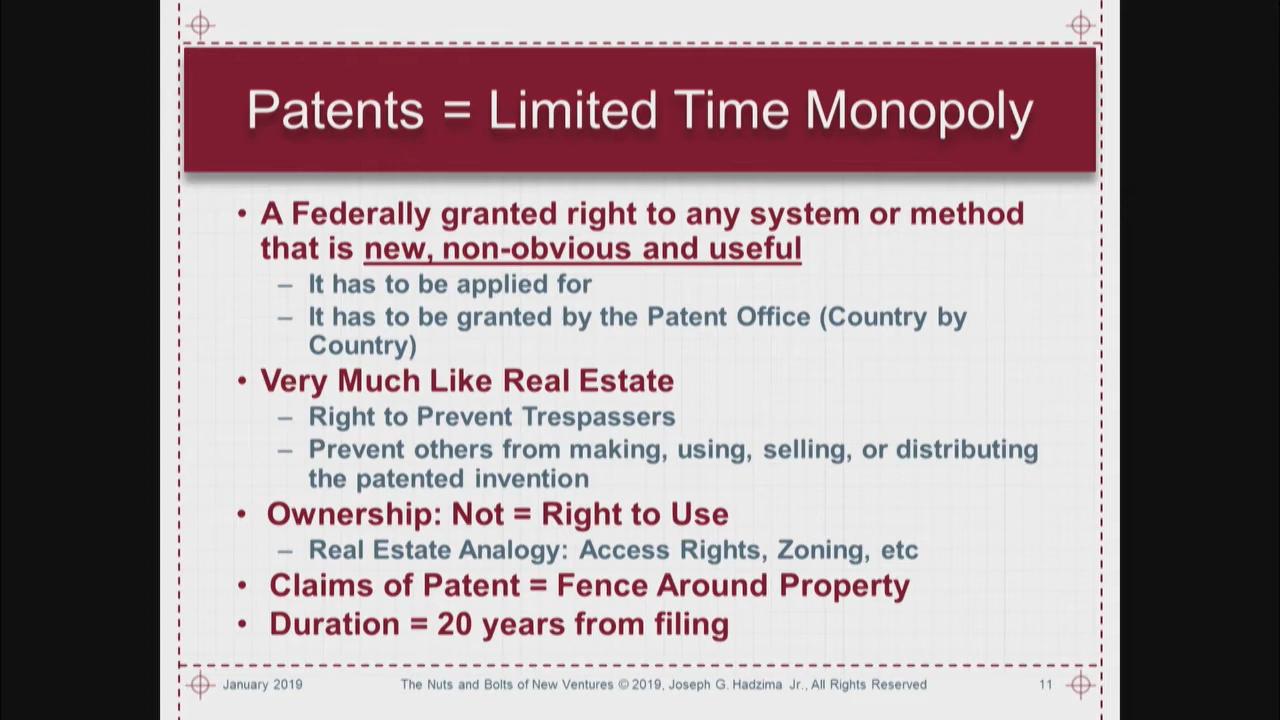 Patents = Limited Time Monopoly
• A Federally granted right to any system or method
that is new, non-obvious and useful
– It has to be applied for
– It has to be granted by the Patent Office (Country by
Country)
• Very Much Like Real Estate
– Right to Prevent Trespassers
– Prevent others from making, using, selling, or distributing
the patented invention
• Ownership: Not = Right to Use
– Real Estate Analogy: Access Rights, Zoning, etc
• Claims of Patent = Fence Around Property
• Duration = 20 years from filing
January 2019 The Nuts and Bolts of New Ventures © 2019, Joseph G. Hadzima Jr., All Rights Reserved 11